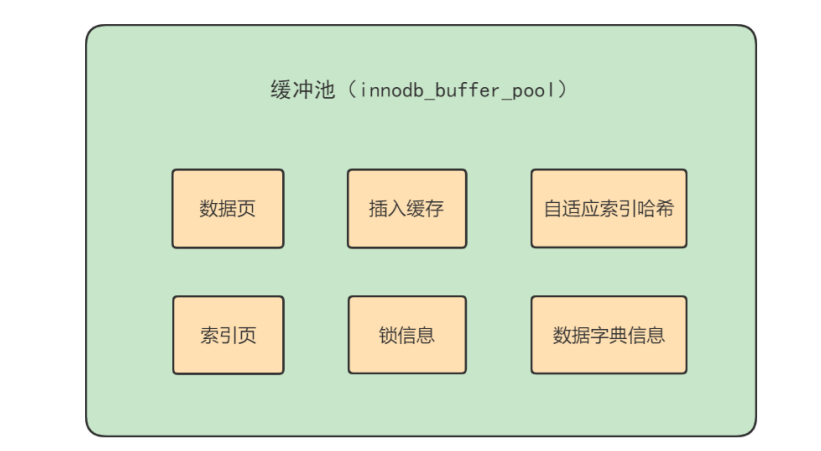 缓冲池（innodb_buffer_pool）
数据页
插入缓存
自适应索引哈希
索引页
锁信息
数据字典信息